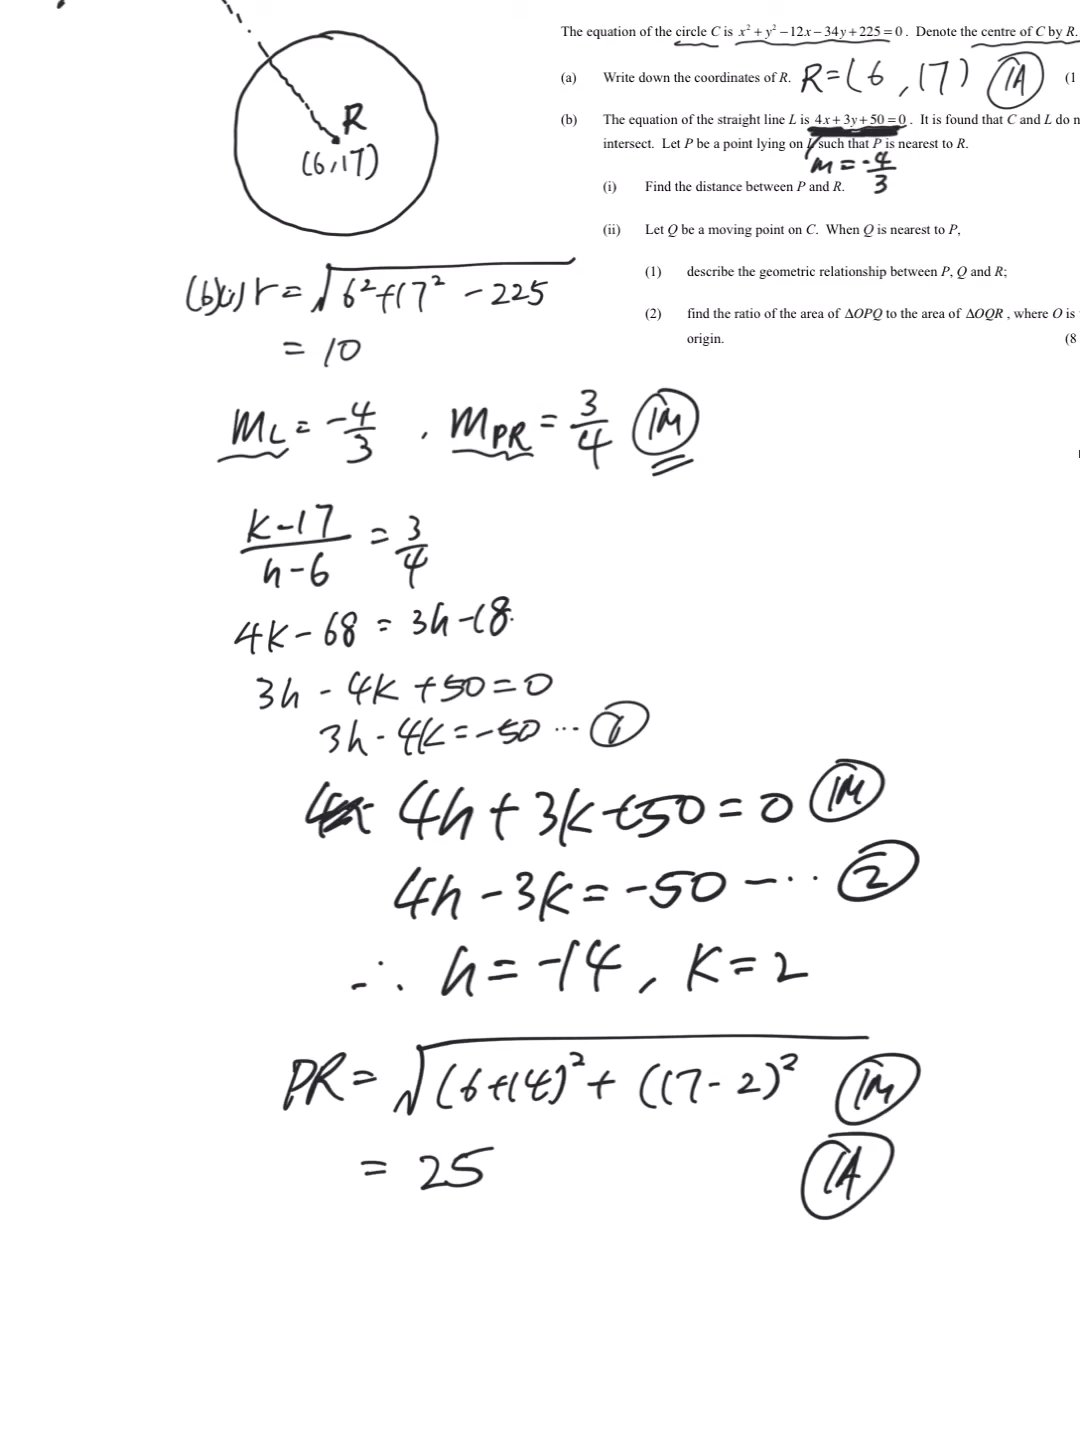 The equation of the circle C is x² + y² − 12x − 34y + 225 = 0 . Denote the centre of C by R.
(a) Write down the coordinates of R. R=(6,17) 1A (1
(b) The equation of the straight line L is 4x + 3y + 50 = 0 . It is found that C and L do n
intersect. Let P be a point lying on L such that P is nearest to R.
m = -4/3
(i) Find the distance between P and R.
(ii) Let Q be a moving point on C. When Q is nearest to P,
(1) describe the geometric relationship between P, Q and R;
(2) find the ratio of the area of ΔOPQ to the area of ΔOQR , where O is
origin. (8
R
(6,17)
(b)(i) r = √(6²+17² - 225)
= 10
mL = -4/3 , mPR = 3/4 1M
(k-17)/(h-6) = 3/4
4k - 68 = 3h - 18
3h - 4k + 50 = 0
3h - 4k = -50 ... ①
4h + 3k + 50 = 0 1M
4h - 3k = -50 -·· ②
∴ h = -14 , k = 2
PR = √((6+14)² + (17-2)²) 1M
= 25 1A